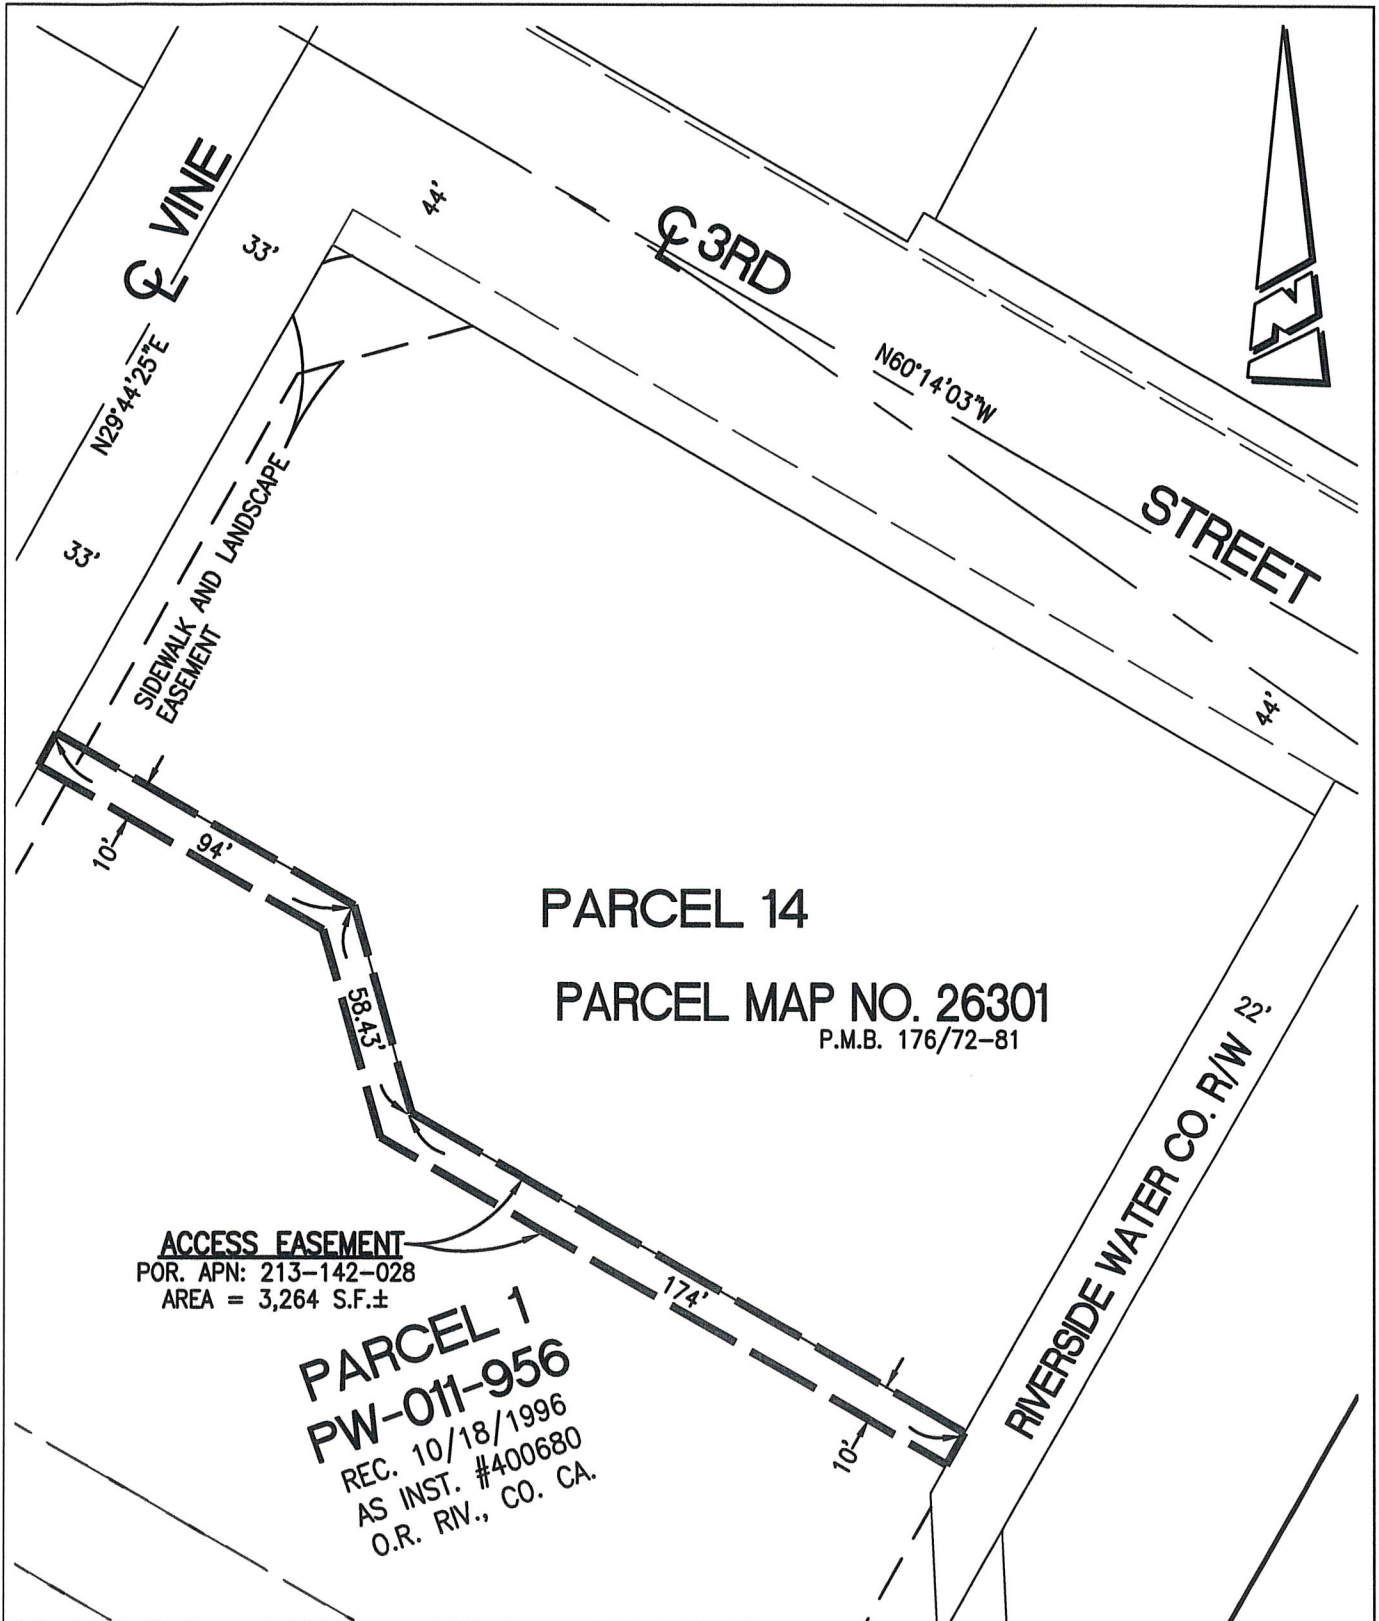 ℄ VINE
33'
44'
℄ 3RD
N
N29°44'25"E
N60°14'03"W
STREET
33'
SIDEWALK AND LANDSCAPE
EASEMENT
44'
10'
94'
PARCEL 14
58.43'
PARCEL MAP NO. 26301
P.M.B. 176/72-81
22'
RIVERSIDE WATER CO. R/W
ACCESS EASEMENT
POR. APN: 213-142-028
AREA = 3,264 S.F.±
174'
PARCEL 1
PW-011-956
REC. 10/18/1996
AS INST. #400680
O.R. RIV., CO. CA.
10'